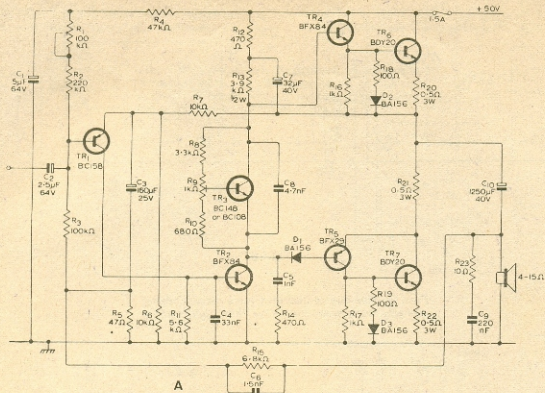 +50V
1·5A
R4
47kΩ
R1
100
kΩ
R12
470
Ω
TR4
BFX84
TR6
BDY20
C1
5µF
64V
R2
220
kΩ
R13
3·9
kΩ
2W
C7
32µF
40V
R18
100Ω
R16
1kΩ
D2
BA156
R20
0·5Ω
3W
R7
10kΩ
TR1
BC158
C2
2·5µF
64V
R3
100kΩ
C3
25V
R8
3·3kΩ
R9
1kΩ
R10
680Ω
TR3
BC148
or BC108
C8
4·7nF
R21
0·5Ω
3W
C10
1250µF
40V
TR2
BFX84
D1
BA156
TR5
BFX29
TR7
BDY20
R23
10Ω
4-15Ω
R5
47Ω
R6
10kΩ
R11
5·6
kΩ
C4
33nF
C5
1nF
R14
470Ω
R19
100Ω
R17
1kΩ
D3
BA156
R22
0·5Ω
3W
C9
220
nF
R15
6·8kΩ
C6
1·5nF
A